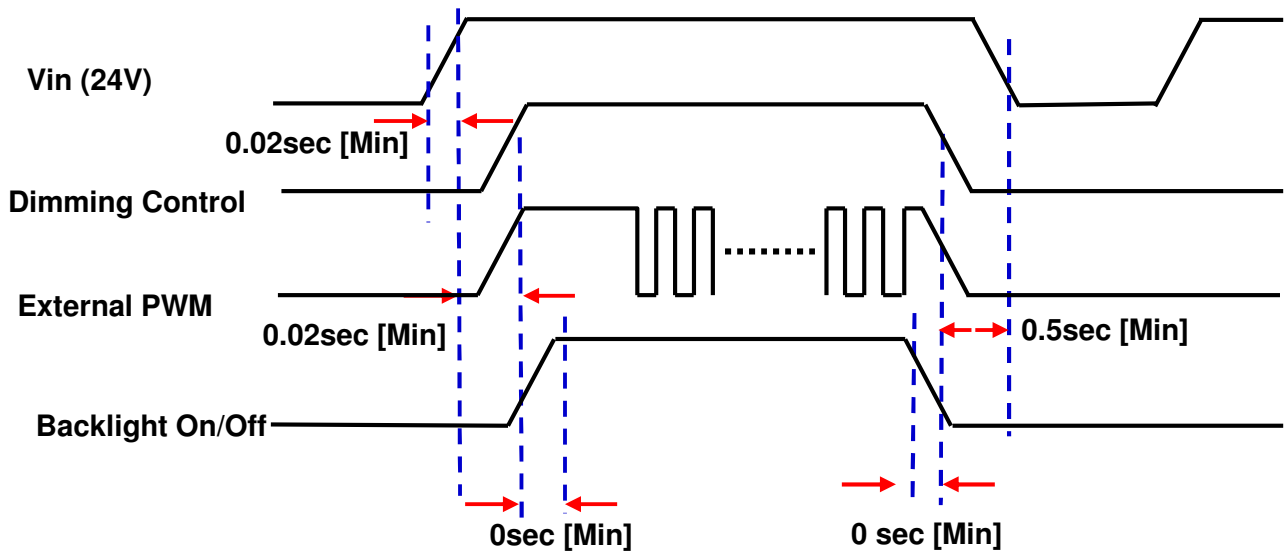 Vin (24V)
0.02sec [Min]
Dimming Control
External PWM
0.02sec [Min]
0.5sec [Min]
Backlight On/Off
0sec [Min]
0 sec [Min]